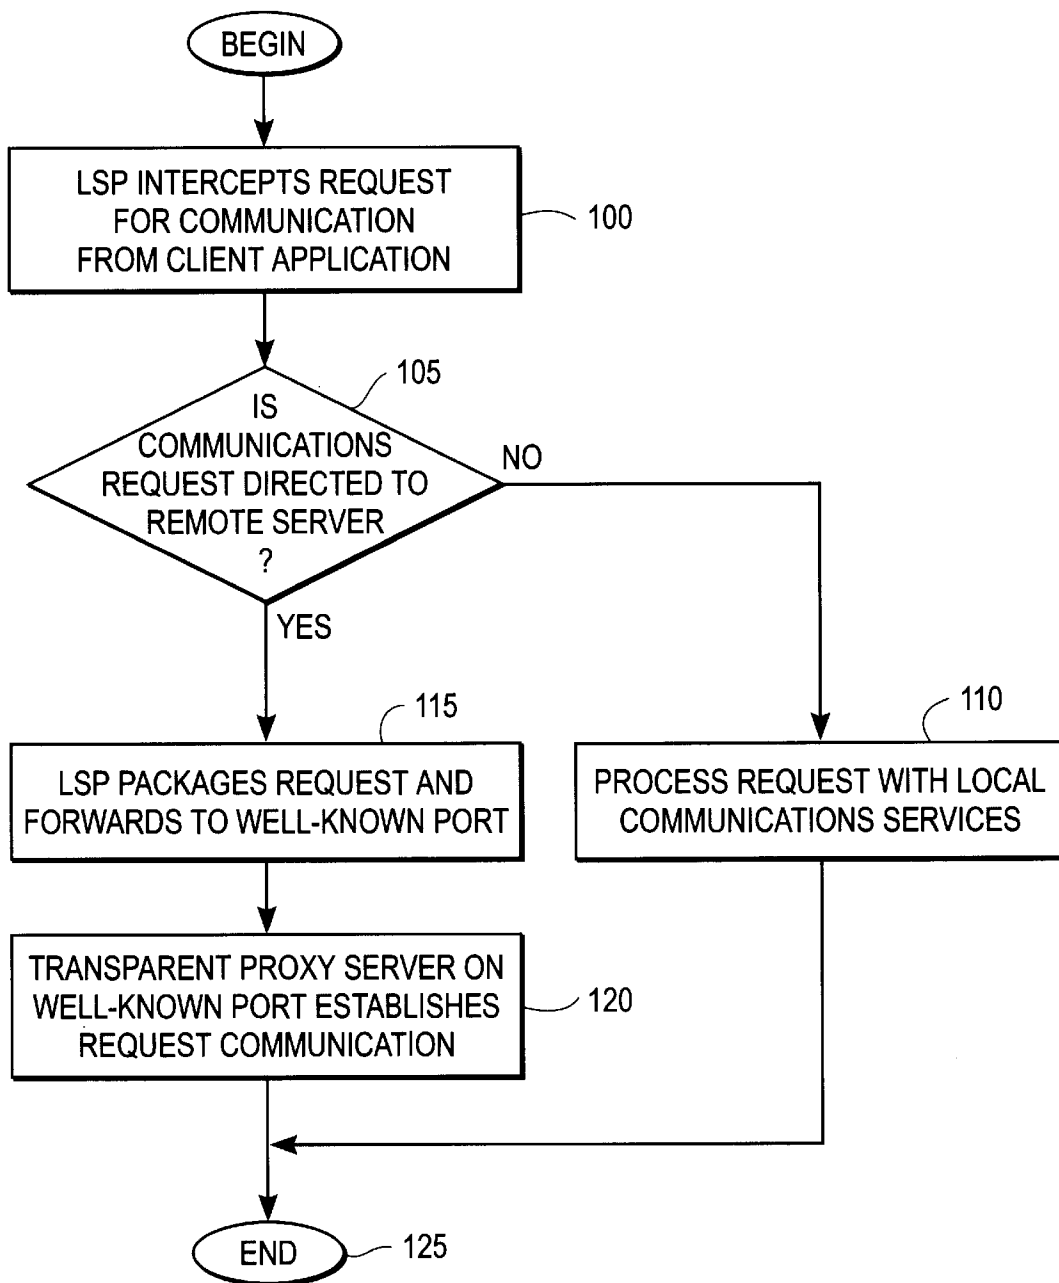 BEGIN
LSP INTERCEPTS REQUEST
FOR COMMUNICATION
FROM CLIENT APPLICATION
100
105
IS
COMMUNICATIONS
REQUEST DIRECTED TO
REMOTE SERVER
?
NO
YES
115
LSP PACKAGES REQUEST AND
FORWARDS TO WELL-KNOWN PORT
110
PROCESS REQUEST WITH LOCAL
COMMUNICATIONS SERVICES
TRANSPARENT PROXY SERVER ON
WELL-KNOWN PORT ESTABLISHES
REQUEST COMMUNICATION
120
END
125